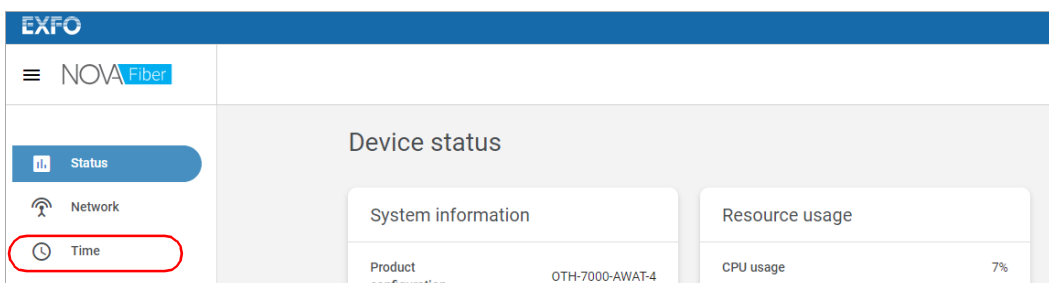 EXFO
NOVA Fiber
Device status
Status
Network
Time
System information
Product
configuration
OTH-7000-AWAT-4
Resource usage
CPU usage
7%